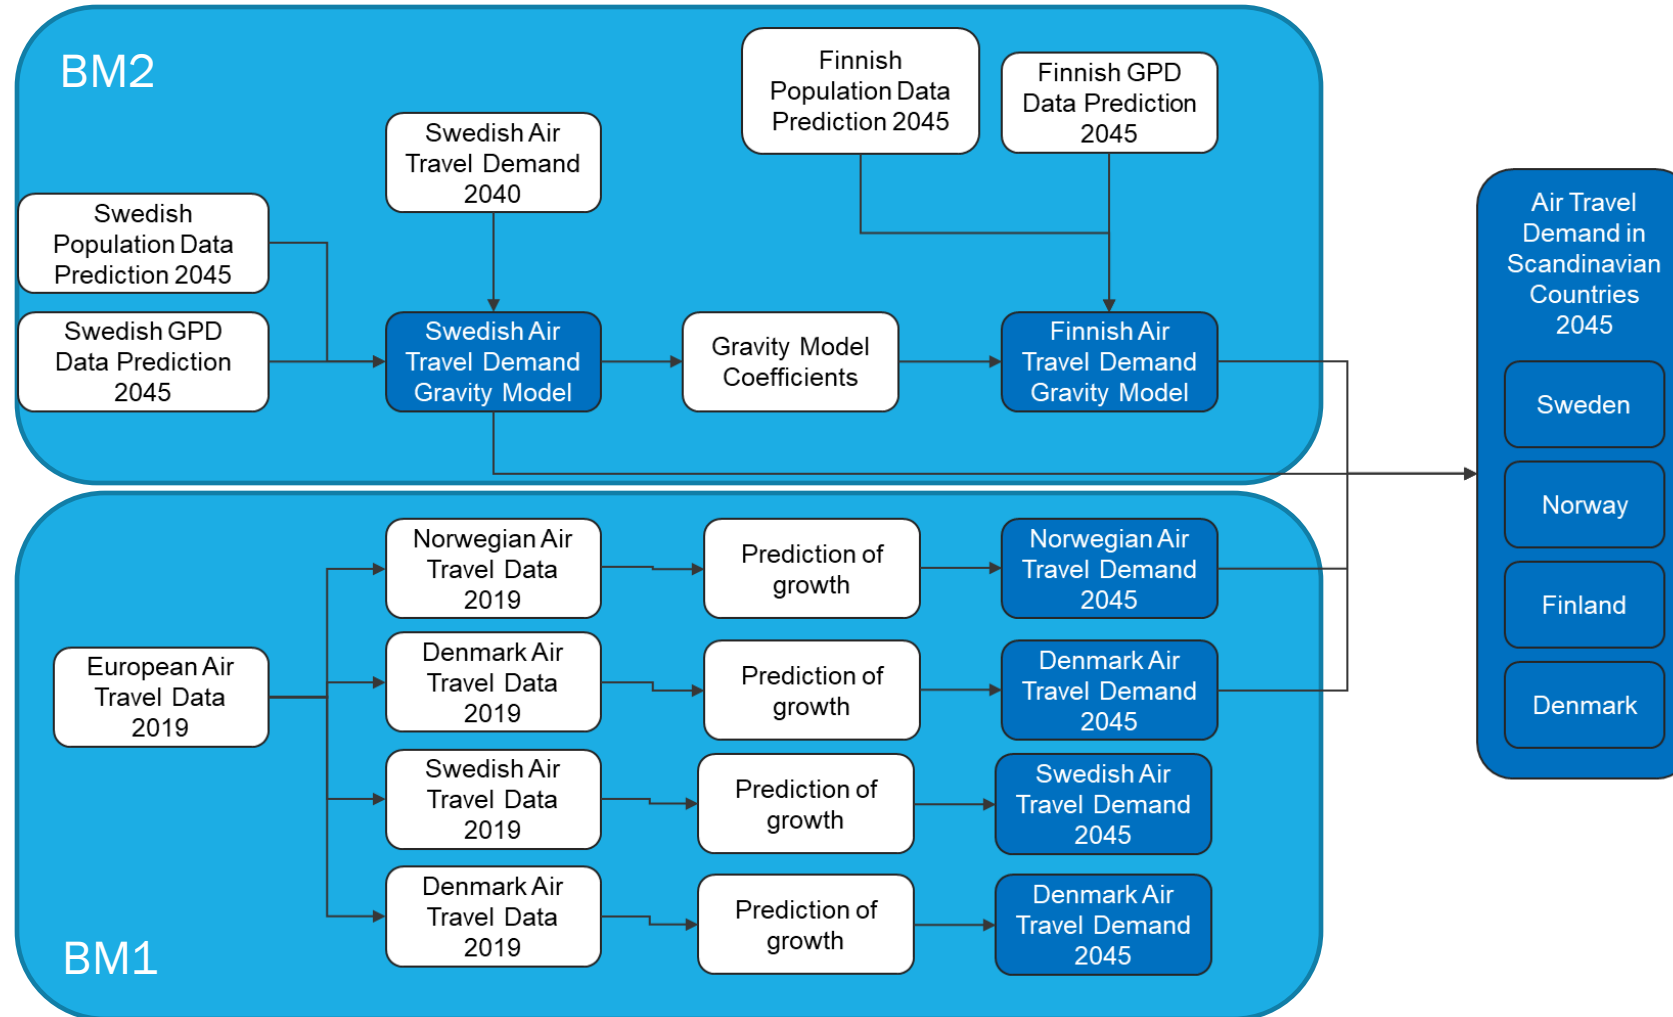 BM2
Finnish
Population Data
Prediction 2045
Finnish GPD
Data Prediction
2045
Swedish Air
Travel Demand
2040
Swedish
Population Data
Prediction 2045
Swedish GPD
Data Prediction
2045
Swedish Air
Travel Demand
Gravity Model
Gravity Model
Coefficients
Finnish Air
Travel Demand
Gravity Model
Air Travel
Demand in
Scandinavian
Countries
2045
Sweden
Norway
Finland
Denmark
European Air
Travel Data
2019
Norwegian Air
Travel Data
2019
Prediction of
growth
Norwegian Air
Travel Demand
2045
Denmark Air
Travel Data
2019
Prediction of
growth
Denmark Air
Travel Demand
2045
Swedish Air
Travel Data
2019
Prediction of
growth
Swedish Air
Travel Demand
2045
Denmark Air
Travel Data
2019
Prediction of
growth
Denmark Air
Travel Demand
2045
BM1